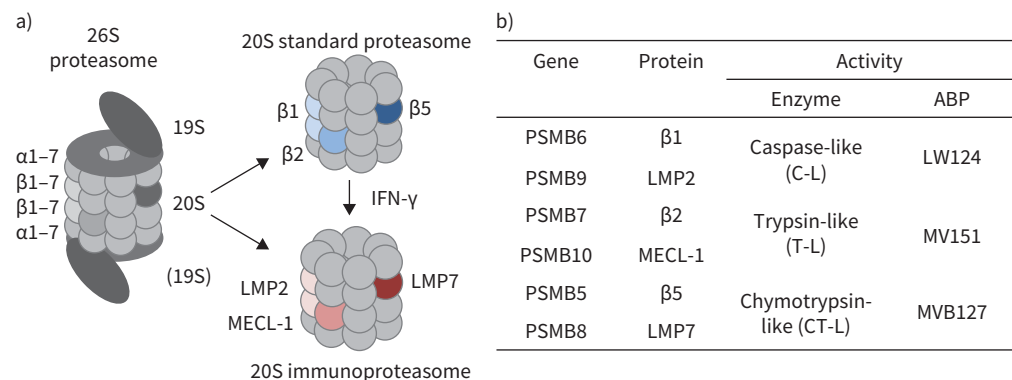 a)
26S
proteasome
19S
α1–7
β1–7
β1–7
α1–7
20S
(19S)
20S standard proteasome
β1
β5
β2
IFN-γ
LMP2
LMP7
MECL-1
20S immunoproteasome
b)
Gene Protein Activity
Enzyme ABP
PSMB6 β1
Caspase-like
(C-L)
LW124
PSMB9 LMP2
PSMB7 β2
Trypsin-like
(T-L)
MV151
PSMB10 MECL-1
PSMB5 β5
Chymotrypsin-
like (CT-L)
MVB127
PSMB8 LMP7